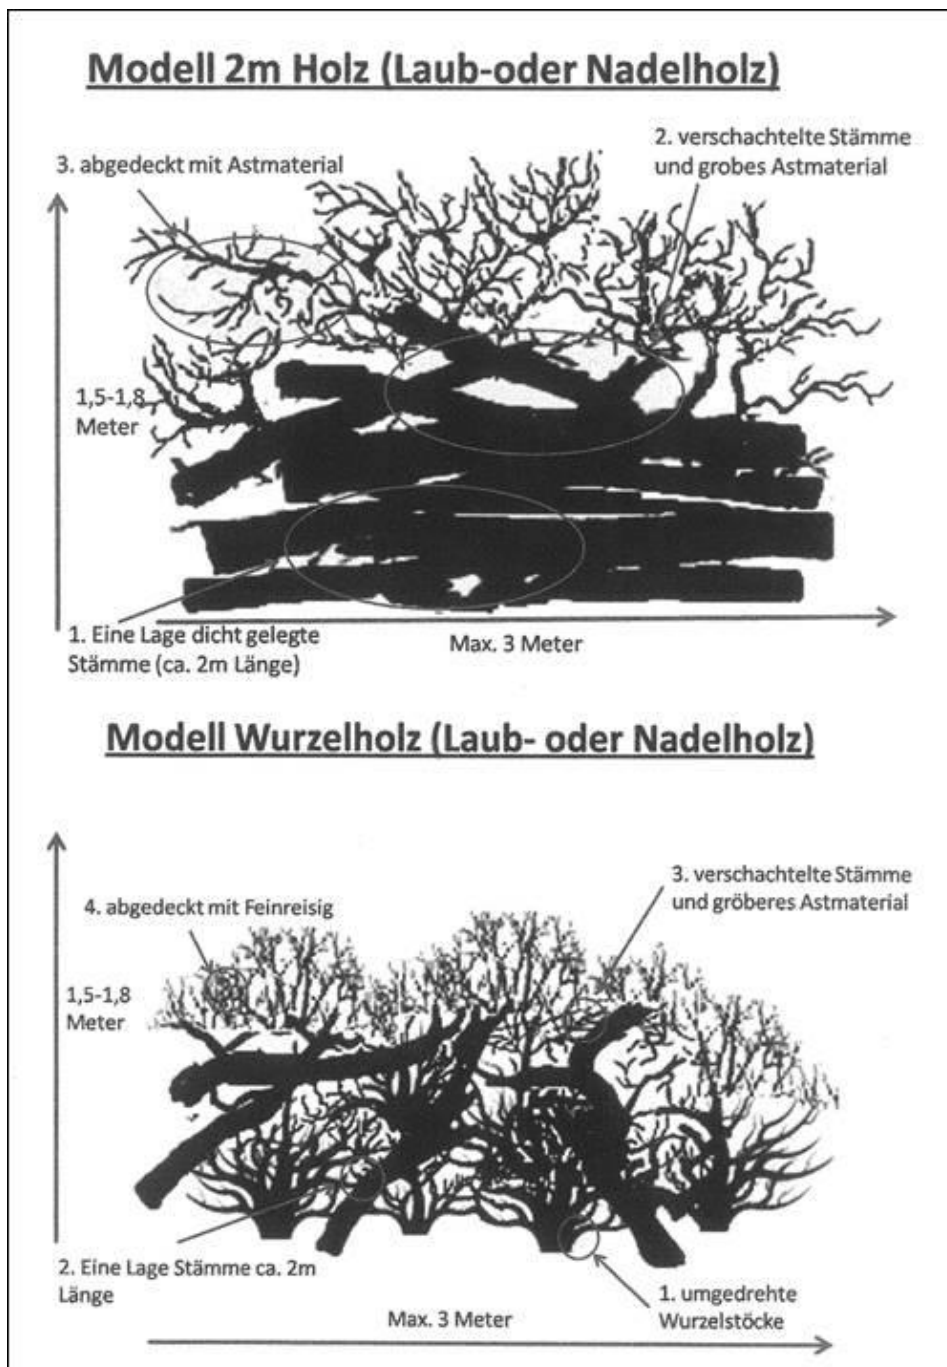 Modell 2m Holz (Laub-oder Nadelholz)
3. abgedeckt mit Astmaterial
2. verschachtelte Stämme
und grobes Astmaterial
1,5-1,8
Meter
1. Eine Lage dicht gelegte
Stämme (ca. 2m Länge)
Max. 3 Meter
Modell Wurzelholz (Laub- oder Nadelholz)
4. abgedeckt mit Feinreisig
3. verschachtelte Stämme
und gröberes Astmaterial
1,5-1,8
Meter
2. Eine Lage Stämme ca. 2m
Länge
1. umgedrehte
Wurzelstöcke
Max. 3 Meter